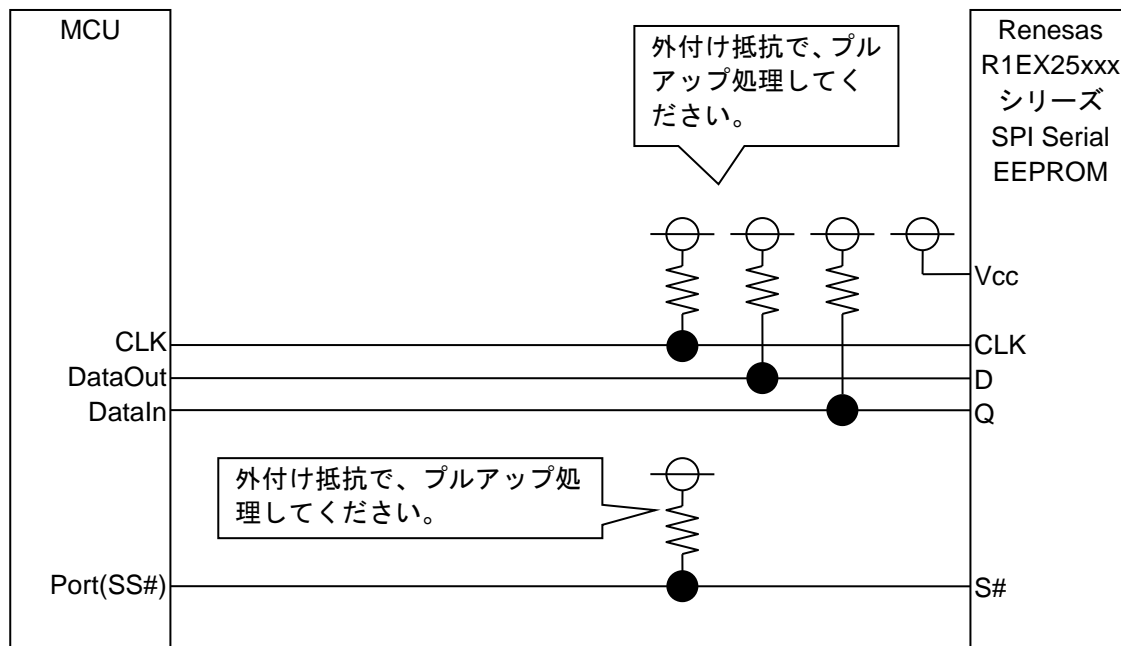 MCU
外付け抵抗で、プル
アップ処理してく
ださい。
Renesas
R1EX25xxx
シリーズ
SPI Serial
EEPROM
Vcc
CLK
CLK
DataOut
D
DataIn
Q
外付け抵抗で、プルアップ処
理してください。
Port(SS#)
S#